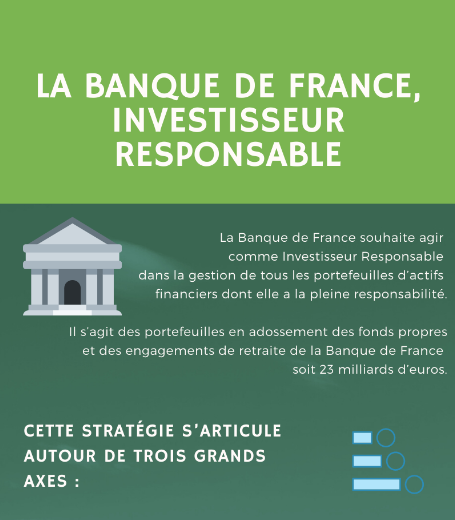 LA BANQUE DE FRANCE,
INVESTISSEUR
RESPONSABLE
La Banque de France souhaite agir
comme Investisseur Responsable
dans la gestion de tous les portefeuilles d'actifs
financiers dont elle a la pleine responsabilité.
Il s'agit des portefeuilles en adossement des fonds propres
et des engagements de retraite de la Banque de France
soit 23 milliards d'euros.
CETTE STRATÉGIE S'ARTICULE
AUTOUR DE TROIS GRANDS
AXES :